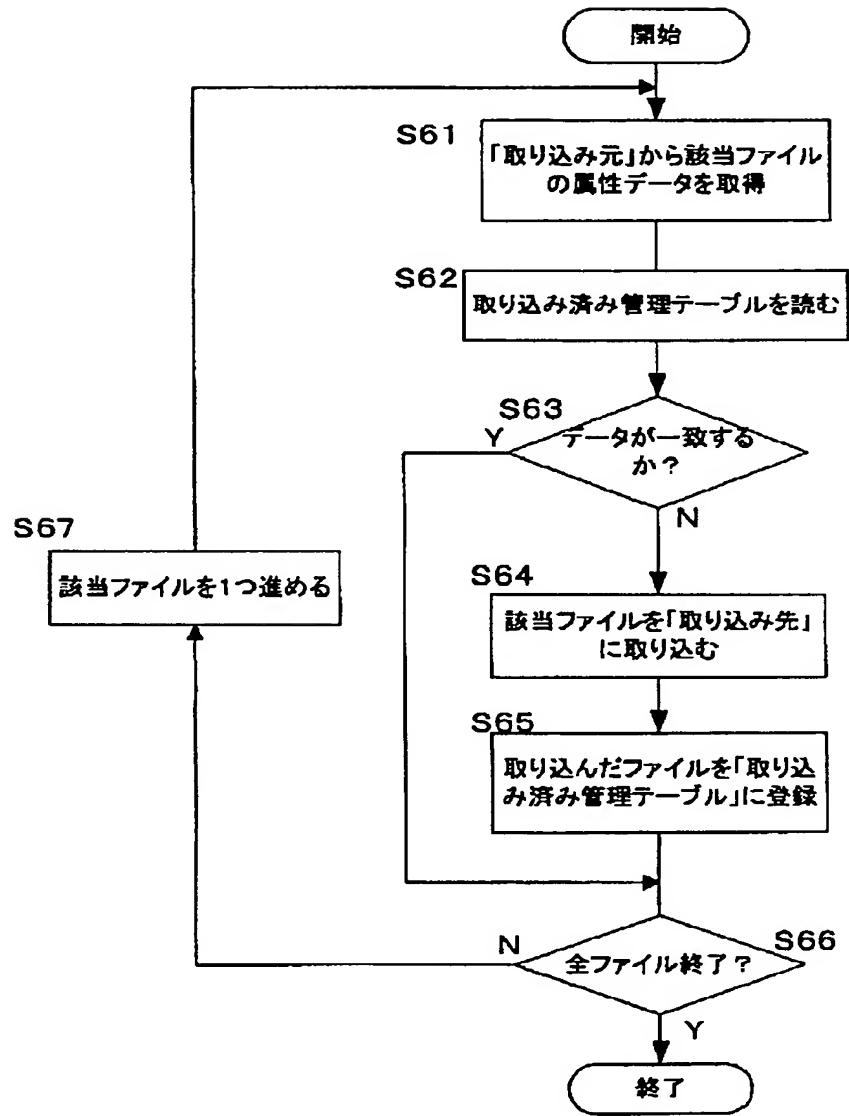 開始
S61
「取り込み元」から該当ファイル
の属性データを取得
S62
取り込み済み管理テーブルを読む
S63
データが一致する
か？
Y
N
S67
該当ファイルを1つ進める
S64
該当ファイルを「取り込み先」
に取り込む
S65
取り込んだファイルを「取り込
み済み管理テーブル」に登録
S66
全ファイル終了？
N
Y
終了